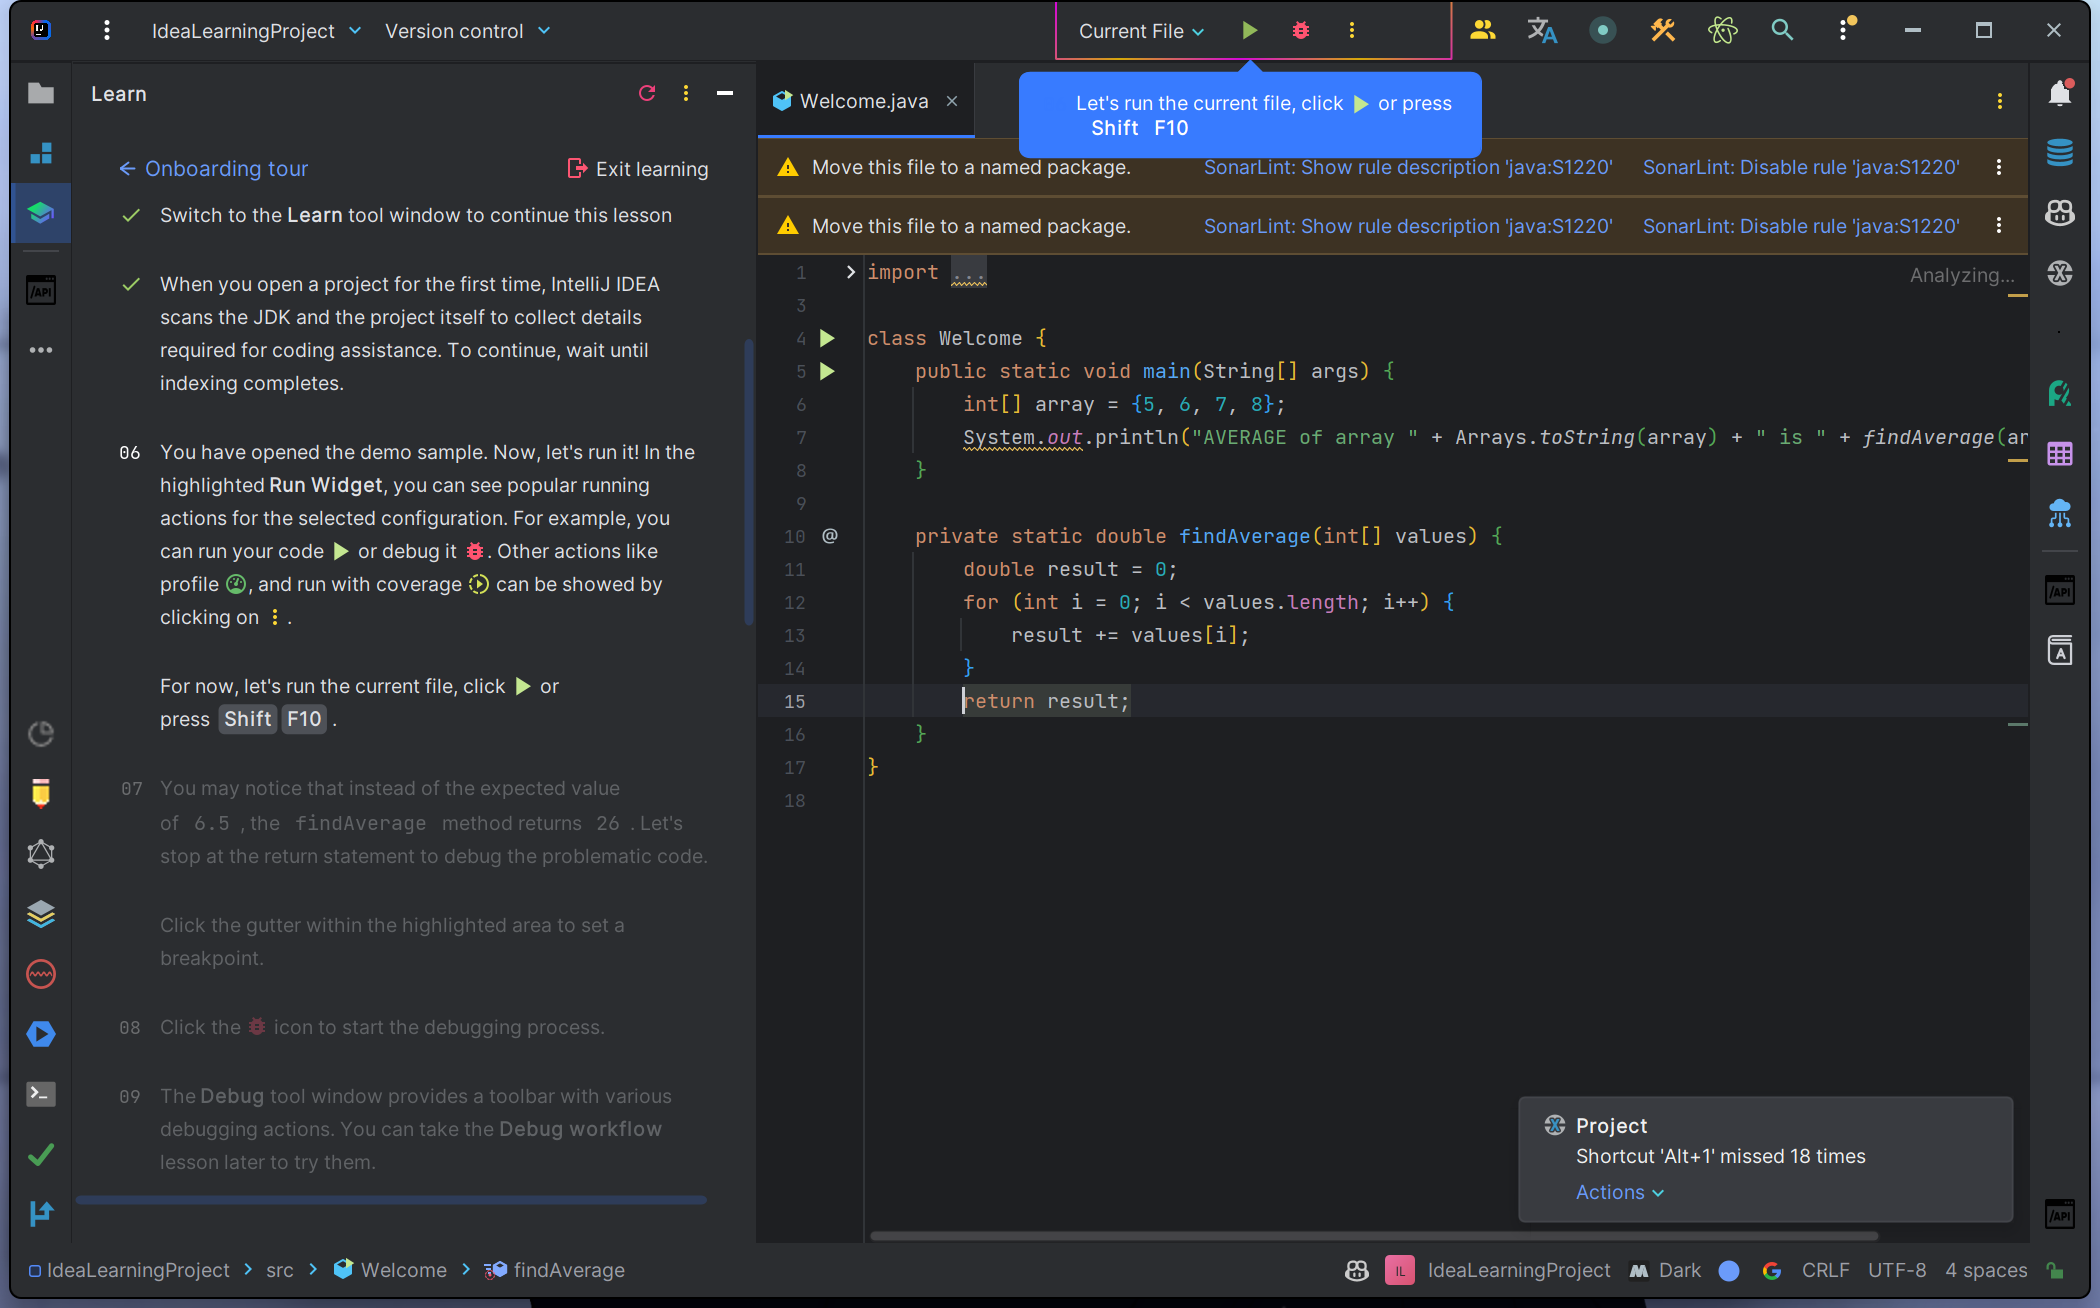 IdeaLearningProject
Version control
Current File
Learn
Welcome.java
Let's run the current file, click or press
Shift F10
Onboarding tour
Exit learning
Move this file to a named package. SonarLint: Show rule description 'java:S1220' SonarLint: Disable rule 'java:S1220'
Move this file to a named package. SonarLint: Show rule description 'java:S1220' SonarLint: Disable rule 'java:S1220'
Switch to the Learn tool window to continue this lesson
When you open a project for the first time, IntelliJ IDEA
scans the JDK and the project itself to collect details
required for coding assistance. To continue, wait until
indexing completes.
06 You have opened the demo sample. Now, let's run it! In the
highlighted Run Widget, you can see popular running
actions for the selected configuration. For example, you
can run your code or debug it . Other actions like
profile , and run with coverage can be showed by
clicking on .
For now, let's run the current file, click or
press Shift F10 .
07 You may notice that instead of the expected value
of 6.5 , the findAverage method returns 26 . Let's
stop at the return statement to debug the problematic code.
Click the gutter within the highlighted area to set a
breakpoint.
08 Click the icon to start the debugging process.
09 The Debug tool window provides a toolbar with various
debugging actions. You can take the Debug workflow
lesson later to try them.
Analyzing...
1 import ...
3
4 class Welcome {
5 public static void main(String[] args) {
6 int[] array = {5, 6, 7, 8};
7 System.out.println("AVERAGE of array " + Arrays.toString(array) + " is " + findAverage(ar
8 }
9
10 @ private static double findAverage(int[] values) {
11 double result = 0;
12 for (int i = 0; i < values.length; i++) {
13 result += values[i];
14 }
15 return result;
16 }
17 }
18
/API
/API
A
/API
Project
Shortcut 'Alt+1' missed 18 times
Actions
IdeaLearningProject > src > Welcome > findAverage
IL IdeaLearningProject Dark CRLF UTF-8 4 spaces